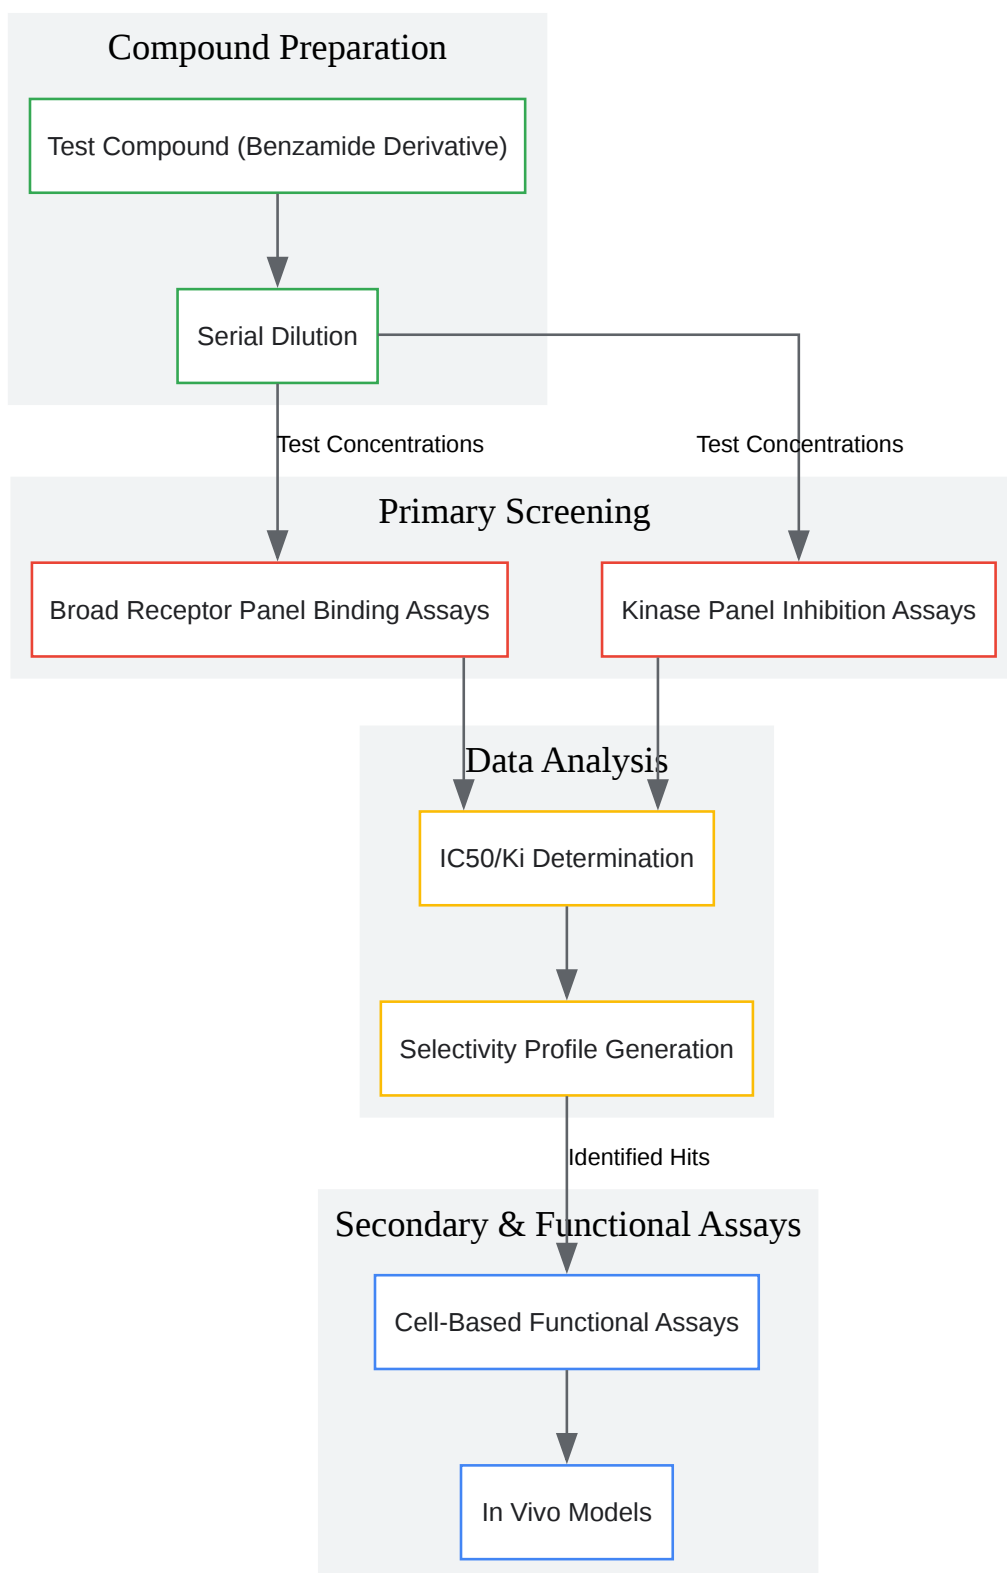 Compound Preparation
Test Compound (Benzamide Derivative)
Serial Dilution
Test Concentrations
Test Concentrations
Primary Screening
Broad Receptor Panel Binding Assays
Kinase Panel Inhibition Assays
Data Analysis
IC50/Ki Determination
Selectivity Profile Generation
Identified Hits
Secondary & Functional Assays
Cell-Based Functional Assays
In Vivo Models